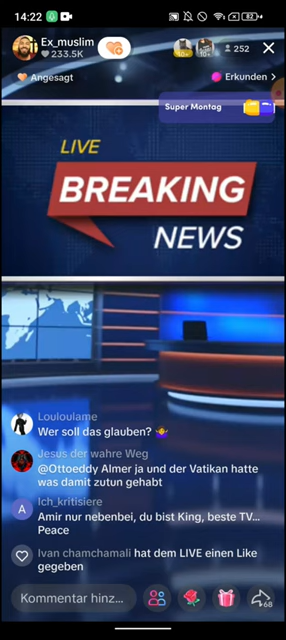 14:22
82
Ex_muslim
233.5K
252
Angesagt
Erkunden
Super Montag
LIVE
BREAKING
NEWS
Louloulame
Wer soll das glauben? 🤷‍♀️
Jesus der wahre Weg
@Ottoeddy Almer ja und der Vatikan hatte
was damit zutun gehabt
A
Ich_kritisiere
Amir nur nebenbei, du bist King, beste TV...
Peace
Ivan chamchamali hat dem LIVE einen Like
gegeben
Kommentar hinz...
68